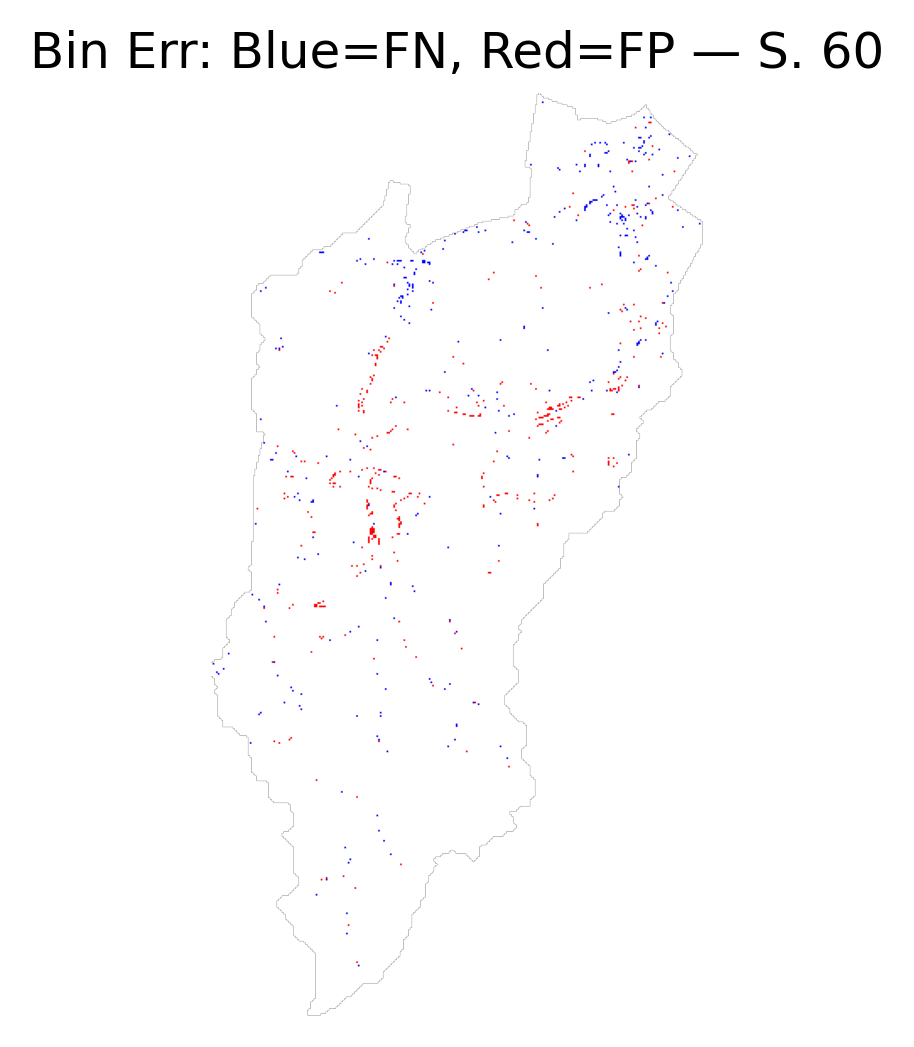 Bin Err: Blue=FN, Red=FP — S. 60